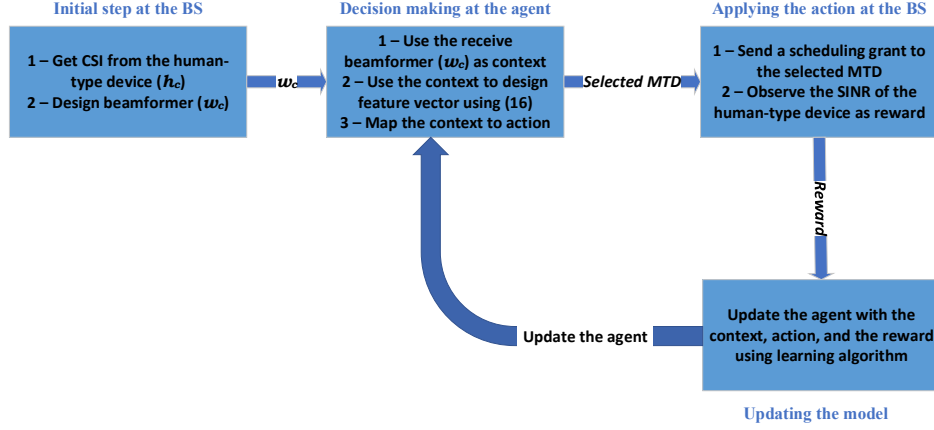 Initial step at the BS
1 – Get CSI from the human-
type device (h_c)
2 – Design beamformer (w_c)
w_c
Decision making at the agent
1 – Use the receive
beamformer (w_c) as context
2 – Use the context to design
feature vector using (16)
3 – Map the context to action
Selected MTD
Applying the action at the BS
1 – Send a scheduling grant to
the selected MTD
2 – Observe the SINR of the
human-type device as reward
Reward
Update the agent with the
context, action, and the reward
using learning algorithm
Updating the model
Update the agent